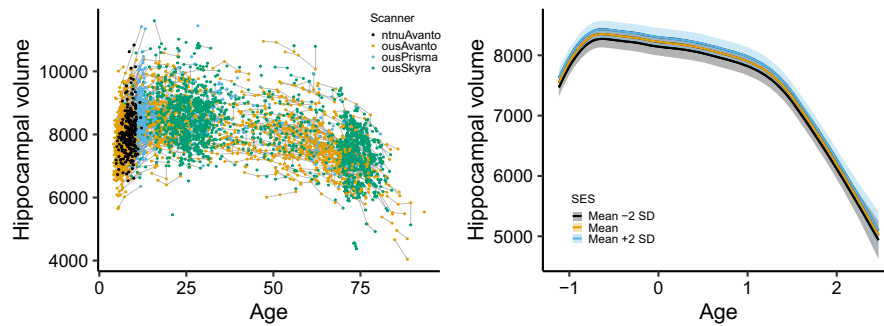 Scanner
ntnuAvanto
ousAvanto
ousPrisma
ousSkyra
Hippocampal volume
10000
8000
6000
4000
0
25
50
75
Age
Hippocampal volume
8000
7000
6000
5000
SES
Mean −2 SD
Mean
Mean +2 SD
−1
0
1
2
Age